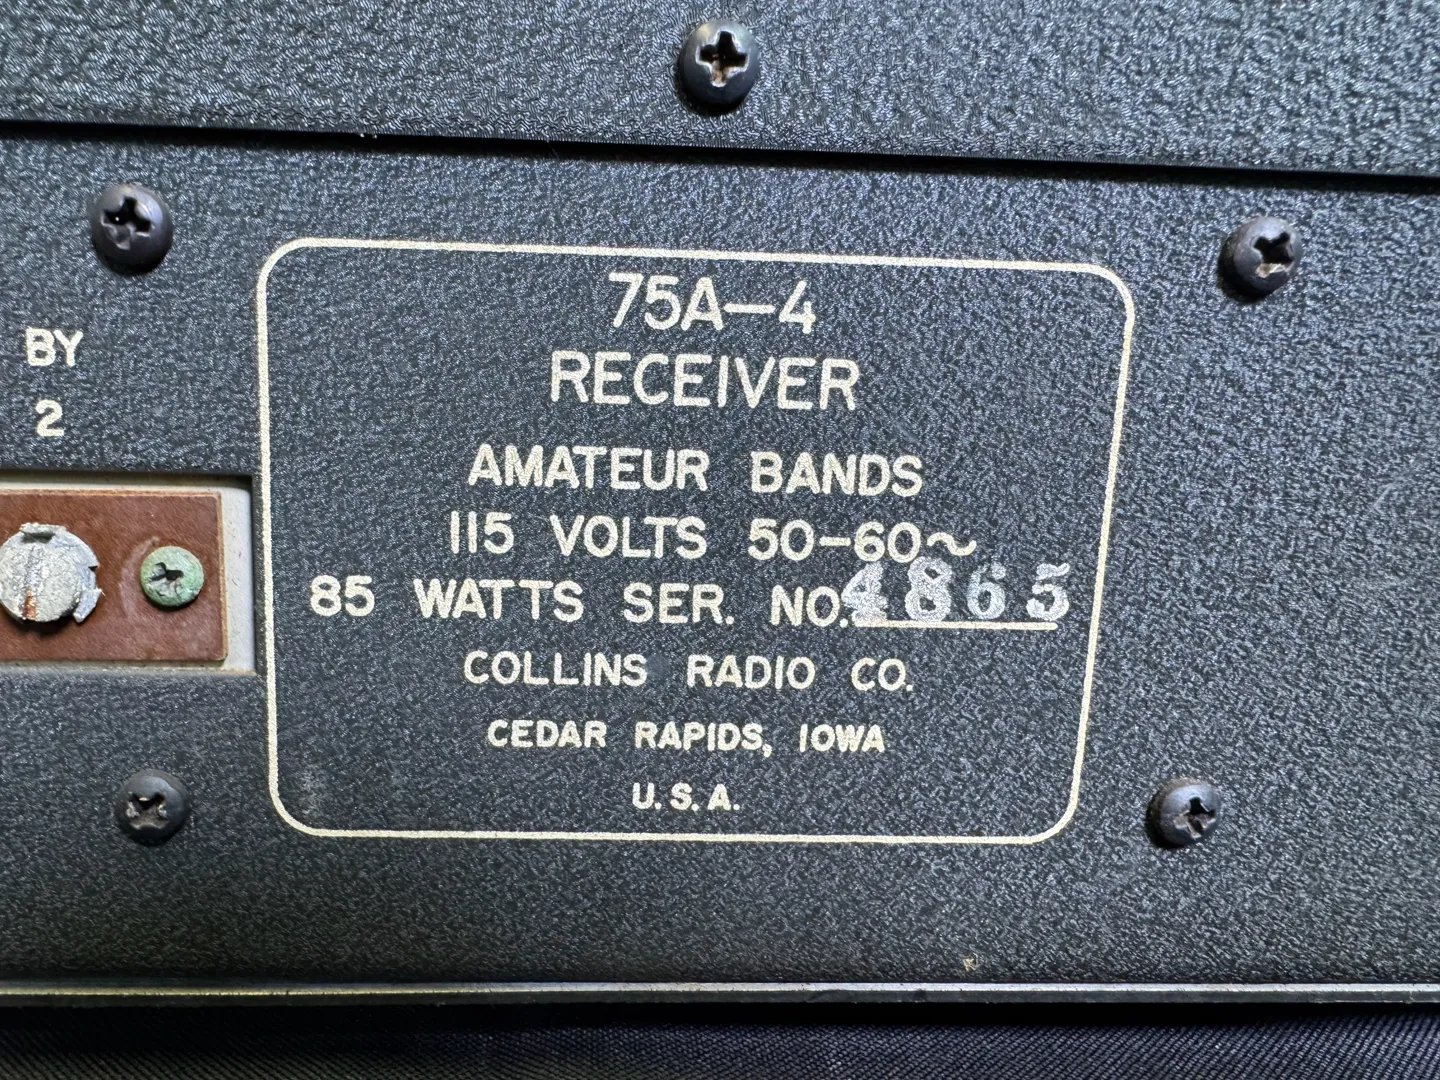 BY
2
75A-4
RECEIVER
AMATEUR BANDS
115 VOLTS 50-60~
85 WATTS SER. NO. 4865
COLLINS RADIO CO.
CEDAR RAPIDS, IOWA
U.S.A.